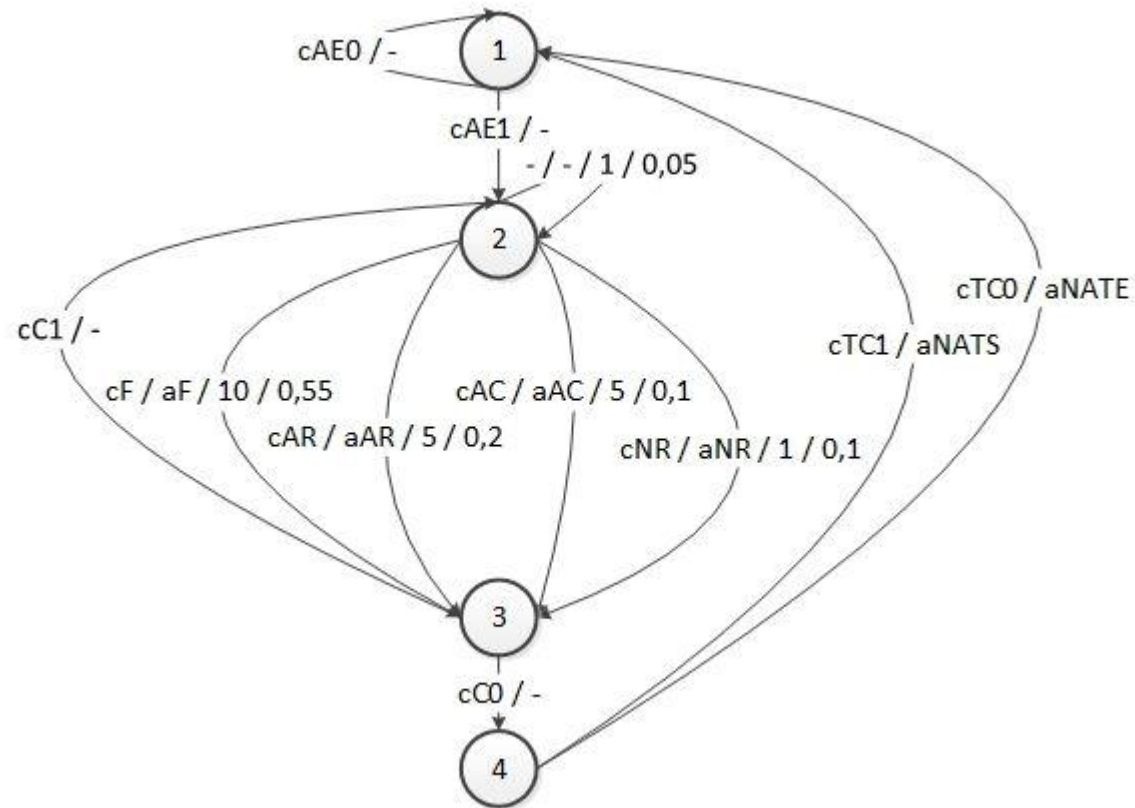 1
cAE0 / -
cAE1 / -
- / - / 1 / 0,05
2
cTC0 / aNATE
cC1 / -
cTC1 / aNATS
cF / aF / 10 / 0,55
cAC / aAC / 5 / 0,1
cAR / aAR / 5 / 0,2
cNR / aNR / 1 / 0,1
3
cC0 / -
4